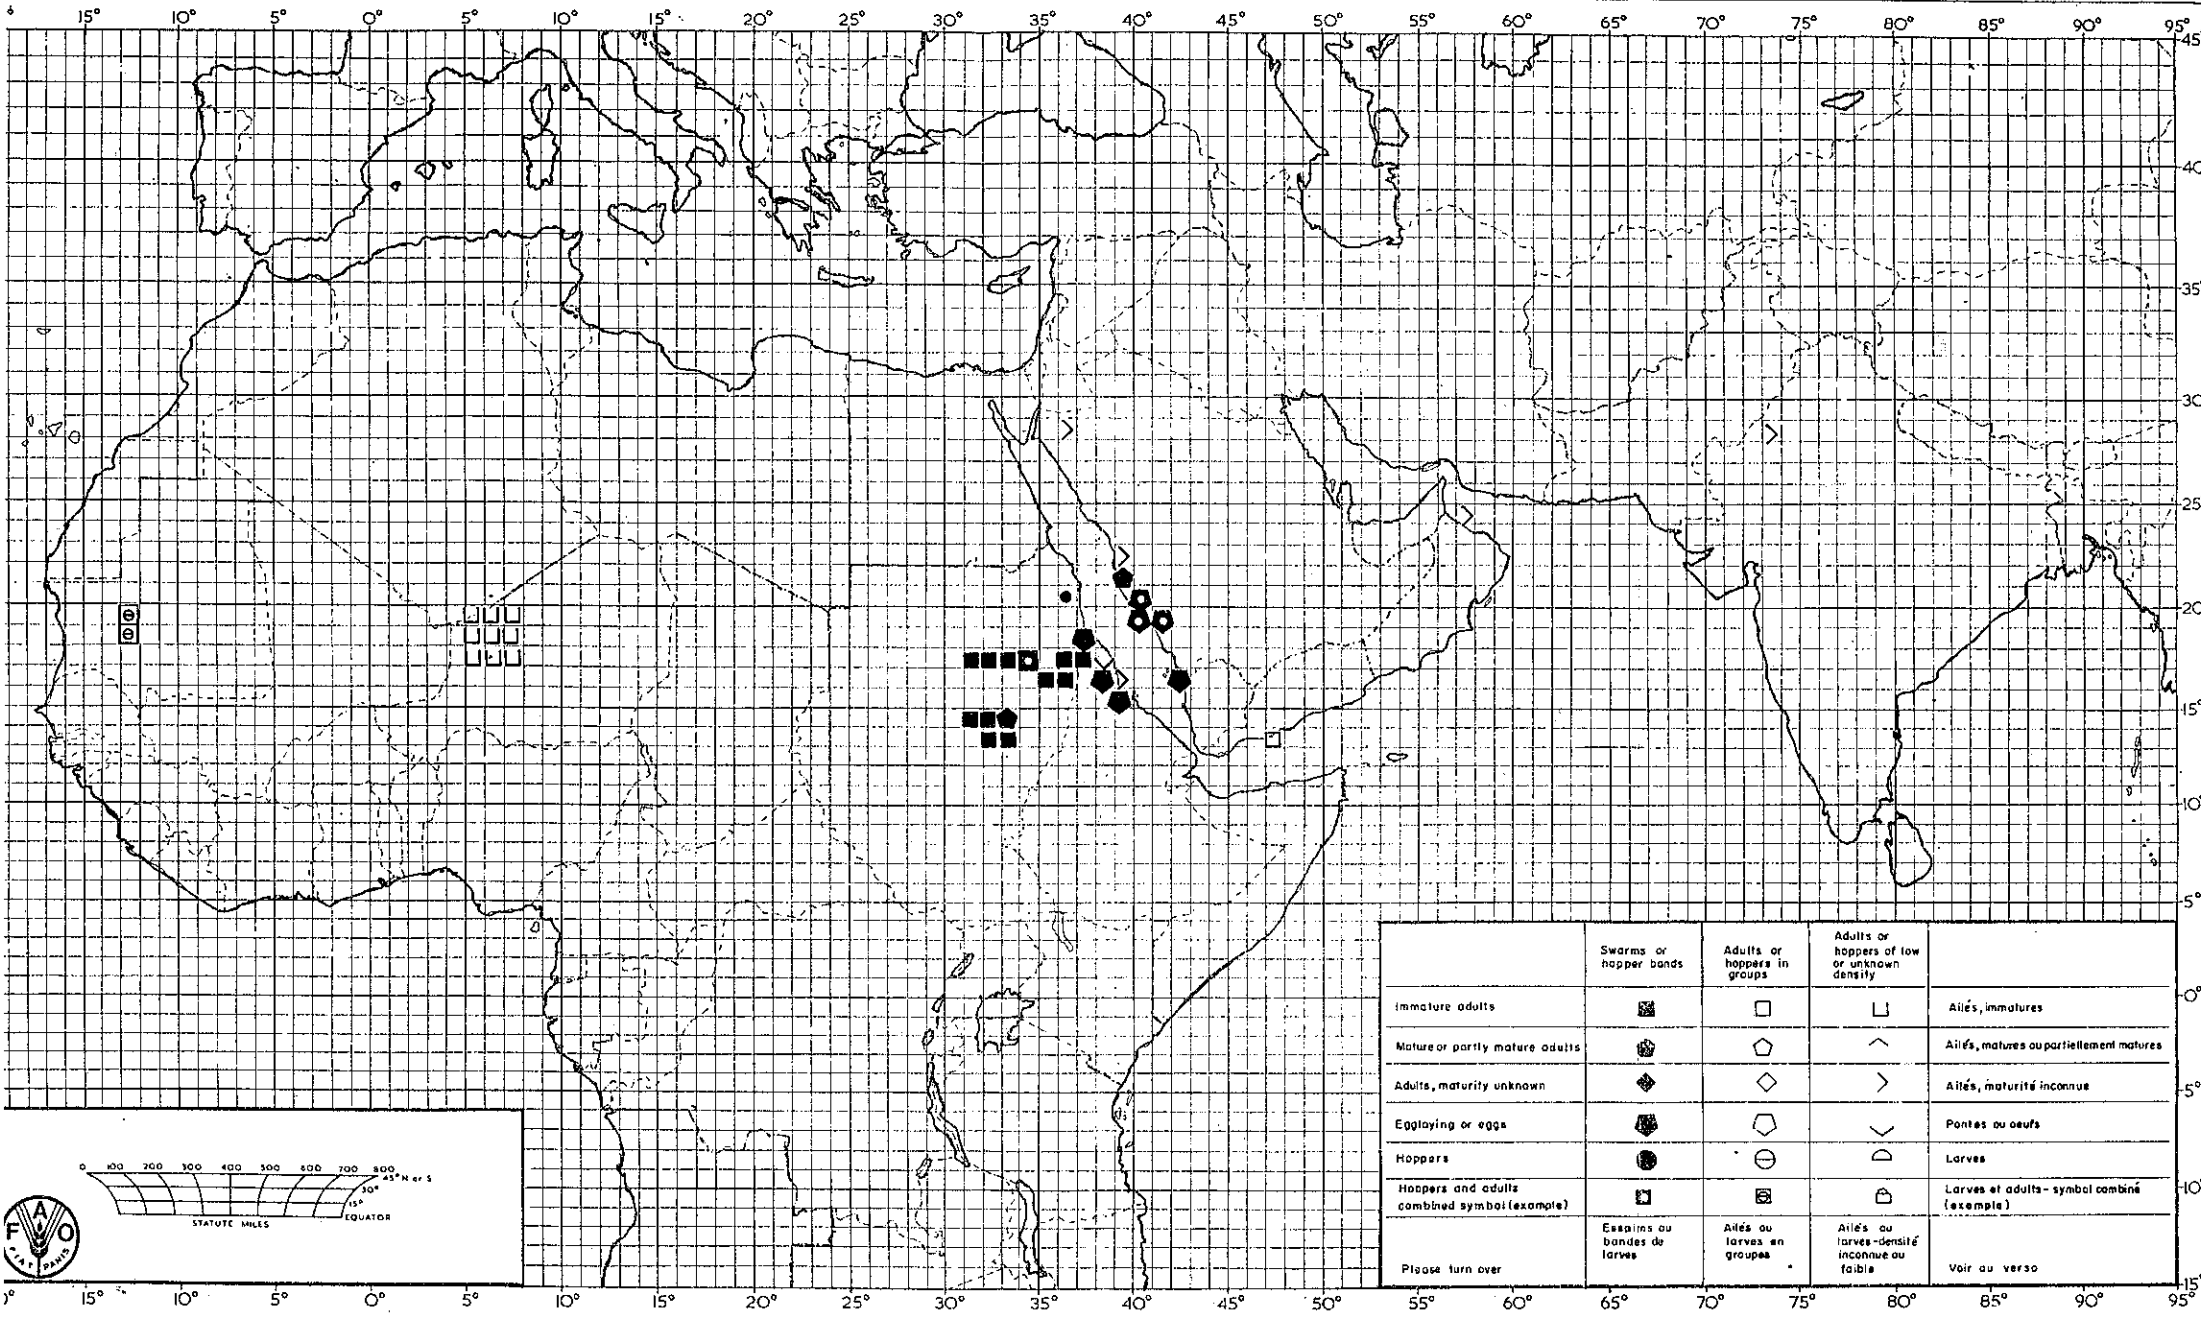 15° 10° 5° 0° 5° 10° 15° 20° 25° 30° 35° 40° 45° 50° 55° 60° 65° 70° 75° 80° 85° 90° 95°
45°
40°
35°
30°
25°
20°
15°
10°
5°
0°
5°
10°
15°
Swarms or hopper bands
Adults or hoppers in groups
Adults or hoppers of low or unknown density
Immature adults
Ailés, immatures
Mature or partly mature adults
Ailés, matures ou partiellement matures
Adults, maturity unknown
Ailés, maturité inconnue
Egglaying or eggs
Pontes ou oeufs
Hoppers
Larves
Hoppers and adults combined symbol (example)
Larves et adults - symbol combiné (example)
Essaims ou bandes de larves
Ailés ou larves en groupes
Ailés ou larves-densité inconnue ou faible
Please turn over
Voir au verso
0 100 200 300 400 500 600 700 800
45° N or S
30°
15°
EQUATOR
STATUTE MILES
F A O
FIAT PANIS
15° 10° 5° 0° 5° 10° 15° 20° 25° 30° 35° 40° 45° 50° 55° 60° 65° 70° 75° 80° 85° 90° 95°